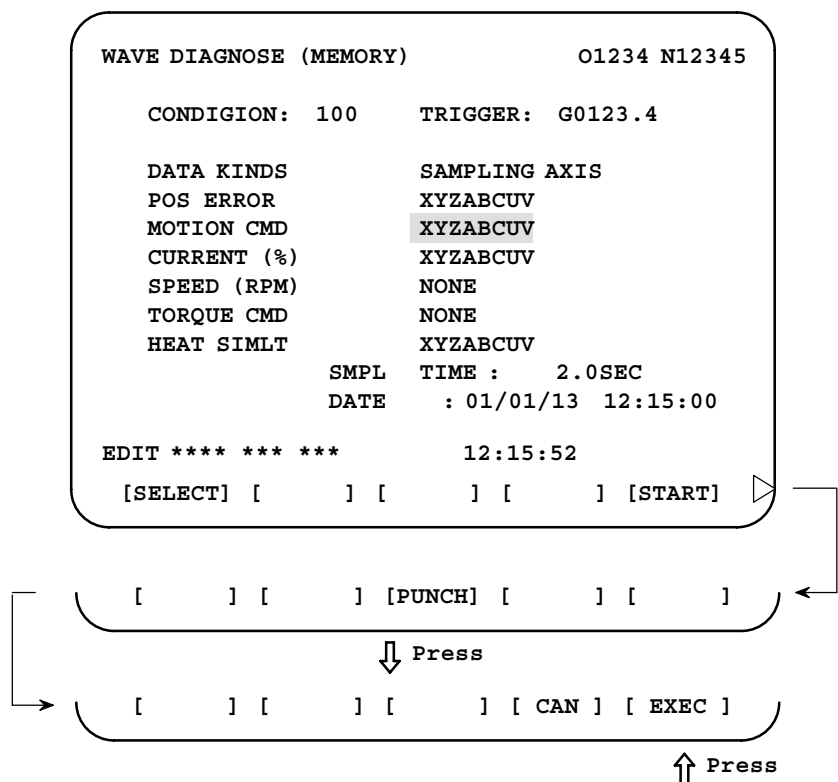 WAVE DIAGNOSE (MEMORY) O1234 N12345
CONDIGION: 100 TRIGGER: G0123.4
DATA KINDS SAMPLING AXIS
POS ERROR XYZABCUV
MOTION CMD XYZABCUV
CURRENT (%) XYZABCUV
SPEED (RPM) NONE
TORQUE CMD NONE
HEAT SIMLT XYZABCUV
SMPL TIME : 2.0SEC
DATE : 01/01/13 12:15:00
EDIT **** *** *** 12:15:52
[SELECT] [ ] [ ] [ ] [START]
[ ] [ ] [PUNCH] [ ] [ ]
Press
[ ] [ ] [ ] [ CAN ] [ EXEC ]
Press